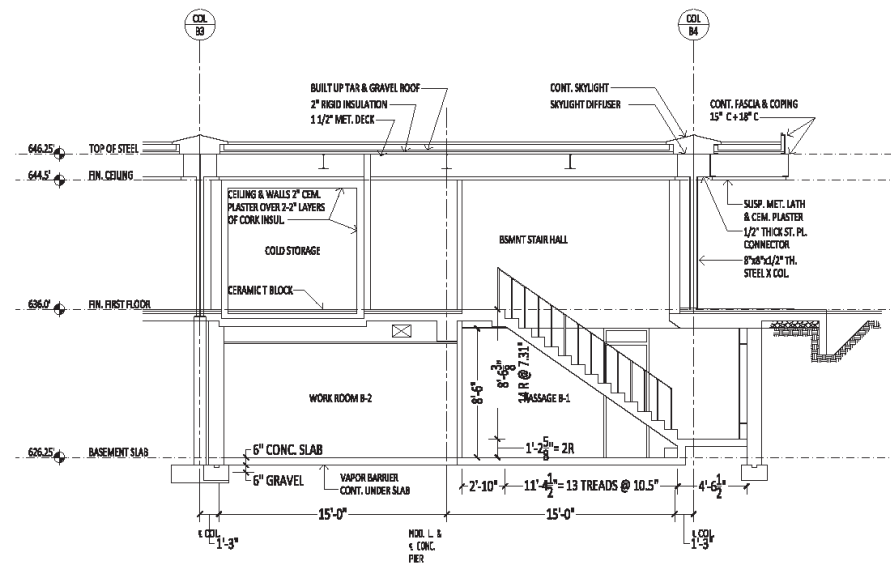 COL
B3
COL
B4
BUILT UP TAR & GRAVEL ROOF
2" RIGID INSULATION
1 1/2" MET. DECK
CONT. SKYLIGHT
SKYLIGHT DIFFUSER
CONT. FASCIA & COPING
15" C + 18" C
646.25' TOP OF STEEL
644.5' FIN. CEILING
CEILING & WALLS 2" CEM.
PLASTER OVER 2-2" LAYERS
OF CORK INSUL.
COLD STORAGE
BSMNT STAIR HALL
SUSP. MET. LATH
& CEM. PLASTER
1/2" THICK ST. PL.
CONNECTOR
8"x8"x1/2" TH.
STEEL X COL.
CERAMIC T BLOCK
636.0' FIN. FIRST FLOOR
8'-6"
8'-6 3/8"
14 R @ 7.31"
WORK ROOM B-2
PASSAGE B-1
1'-2 5/8" = 2R
626.25' BASEMENT SLAB
6" CONC. SLAB
6" GRAVEL
VAPOR BARRIER
CONT. UNDER SLAB
2'-10"
11'-4 1/2" = 13 TREADS @ 10.5"
4'-6 1/2"
15'-0"
15'-0"
℄ COL
1'-3"
MOD. L. &
℄ CONC.
PIER
℄ COL
1'-3"